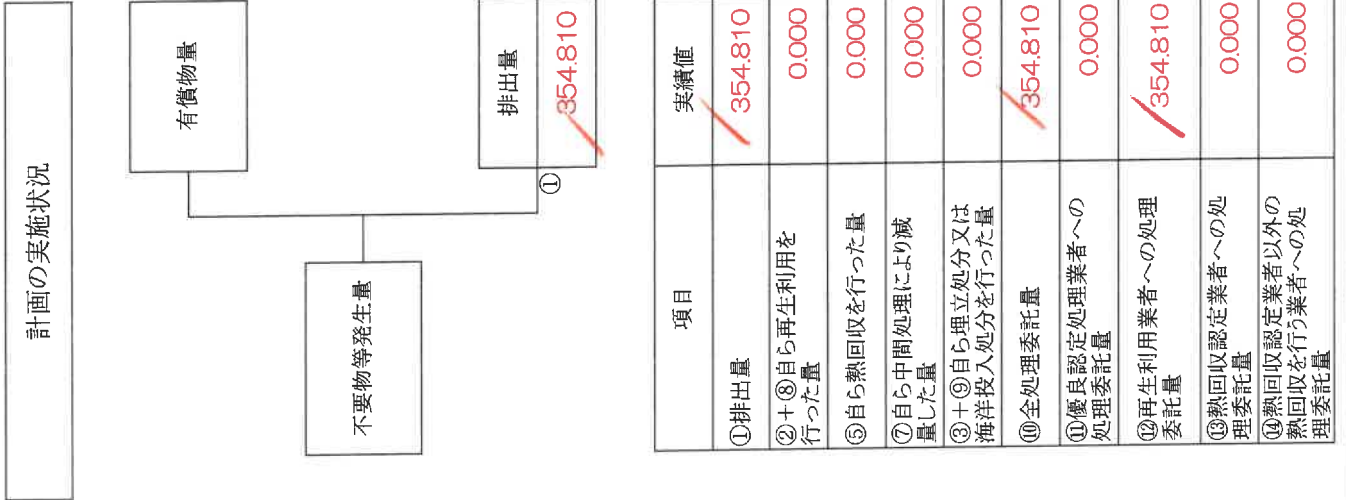 計画の実施状況
有償物量
不要物等発生量
排出量
①
354.810
項目 実績値
①排出量 354.810
②+⑧自ら再生利用を
行った量 0.000
⑤自ら熱回収を行った量 0.000
⑦自ら中間処理により減
量した量 0.000
③+⑨自ら埋立処分又は
海洋投入処分を行った量 0.000
⑩全処理委託量 354.810
⑪優良認定処理業者への
処理委託量 0.000
⑫再生利用業者への処理
委託量 354.810
⑬熱回収認定業者への処
理委託量 0.000
⑭熱回収認定業者以外の
熱回収を行う業者への処
理委託量 0.000